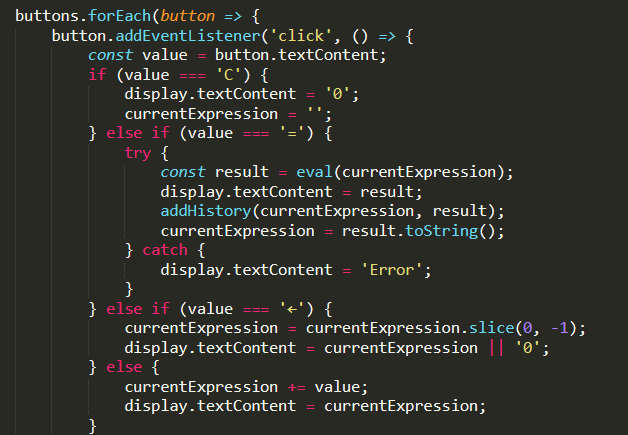 buttons.forEach(button => {
    button.addEventListener('click', () => {
        const value = button.textContent;
        if (value === 'C') {
            display.textContent = '0';
            currentExpression = '';
        } else if (value === '=') {
            try {
                const result = eval(currentExpression);
                display.textContent = result;
                addHistory(currentExpression, result);
                currentExpression = result.toString();
            } catch {
                display.textContent = 'Error';
            }
        } else if (value === '←') {
            currentExpression = currentExpression.slice(0, -1);
            display.textContent = currentExpression || '0';
        } else {
            currentExpression += value;
            display.textContent = currentExpression;
        }